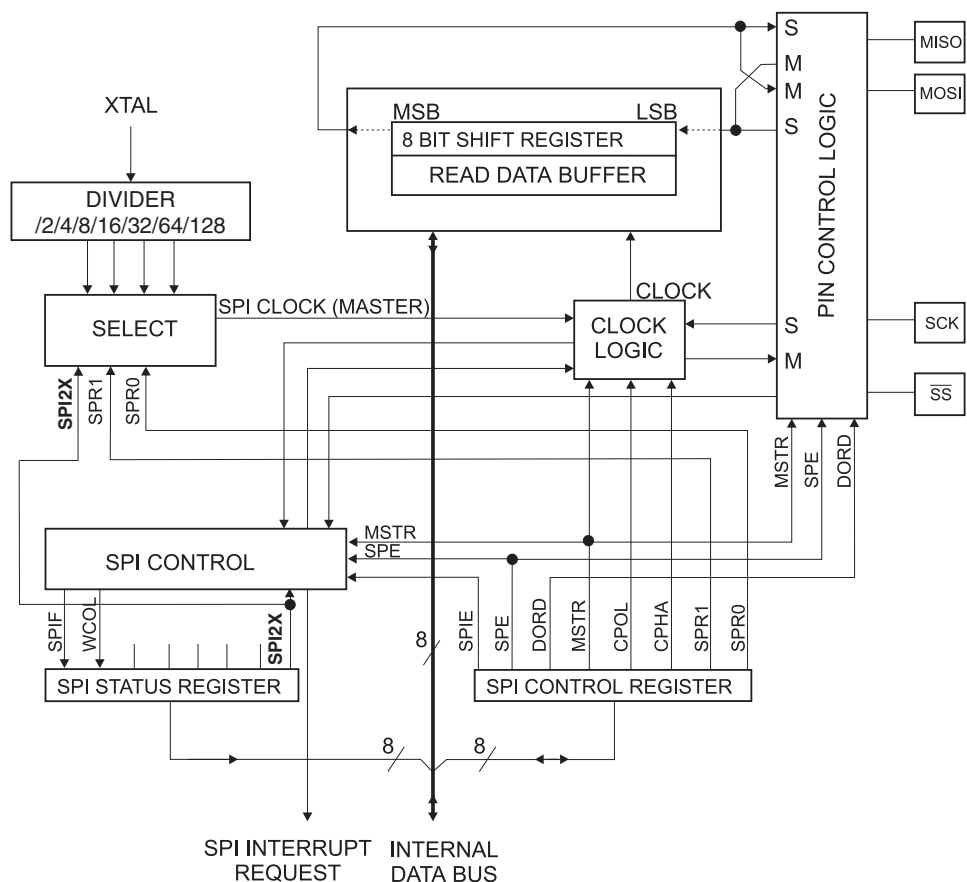 S
MISO
M
XTAL
MSB
LSB
M
MOSI
8 BIT SHIFT REGISTER
S
READ DATA BUFFER
DIVIDER
/2/4/8/16/32/64/128
PIN CONTROL LOGIC
SPI CLOCK (MASTER)
CLOCK
SELECT
CLOCK
LOGIC
S
SCK
M
SPI2X
SPR1
SPR0
SS
MSTR
SPE
DORD
MSTR
SPE
SPI CONTROL
SPIF
WCOL
SPI2X
8
SPIE
SPE
DORD
MSTR
CPOL
CPHA
SPR1
SPR0
SPI STATUS REGISTER
SPI CONTROL REGISTER
8
8
SPI INTERRUPT
REQUEST
INTERNAL
DATA BUS